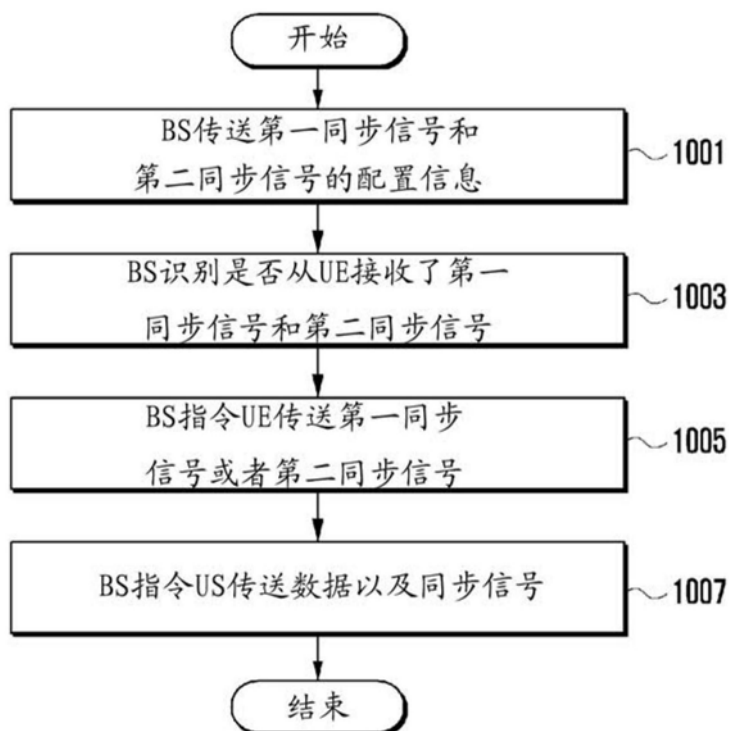 开始
BS传送第一同步信号和
第二同步信号的配置信息
1001
BS识别是否从UE接收了第一
同步信号和第二同步信号
1003
BS指令UE传送第一同步
信号或者第二同步信号
1005
BS指令US传送数据以及同步信号
1007
结束